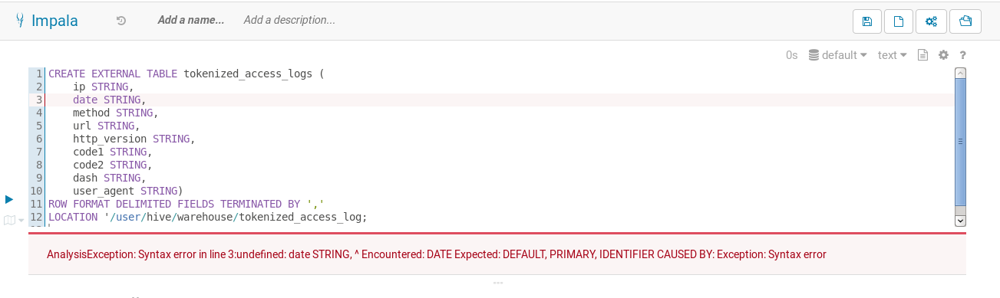 Impala Add a name... Add a description...
0s default text ?
1 CREATE EXTERNAL TABLE tokenized_access_logs (
2 ip STRING,
3 date STRING,
4 method STRING,
5 url STRING,
6 http_version STRING,
7 code1 STRING,
8 code2 STRING,
9 dash STRING,
10 user_agent STRING)
11 ROW FORMAT DELIMITED FIELDS TERMINATED BY ','
12 LOCATION '/user/hive/warehouse/tokenized_access_log;
AnalysisException: Syntax error in line 3:undefined: date STRING, ^ Encountered: DATE Expected: DEFAULT, PRIMARY, IDENTIFIER CAUSED BY: Exception: Syntax error